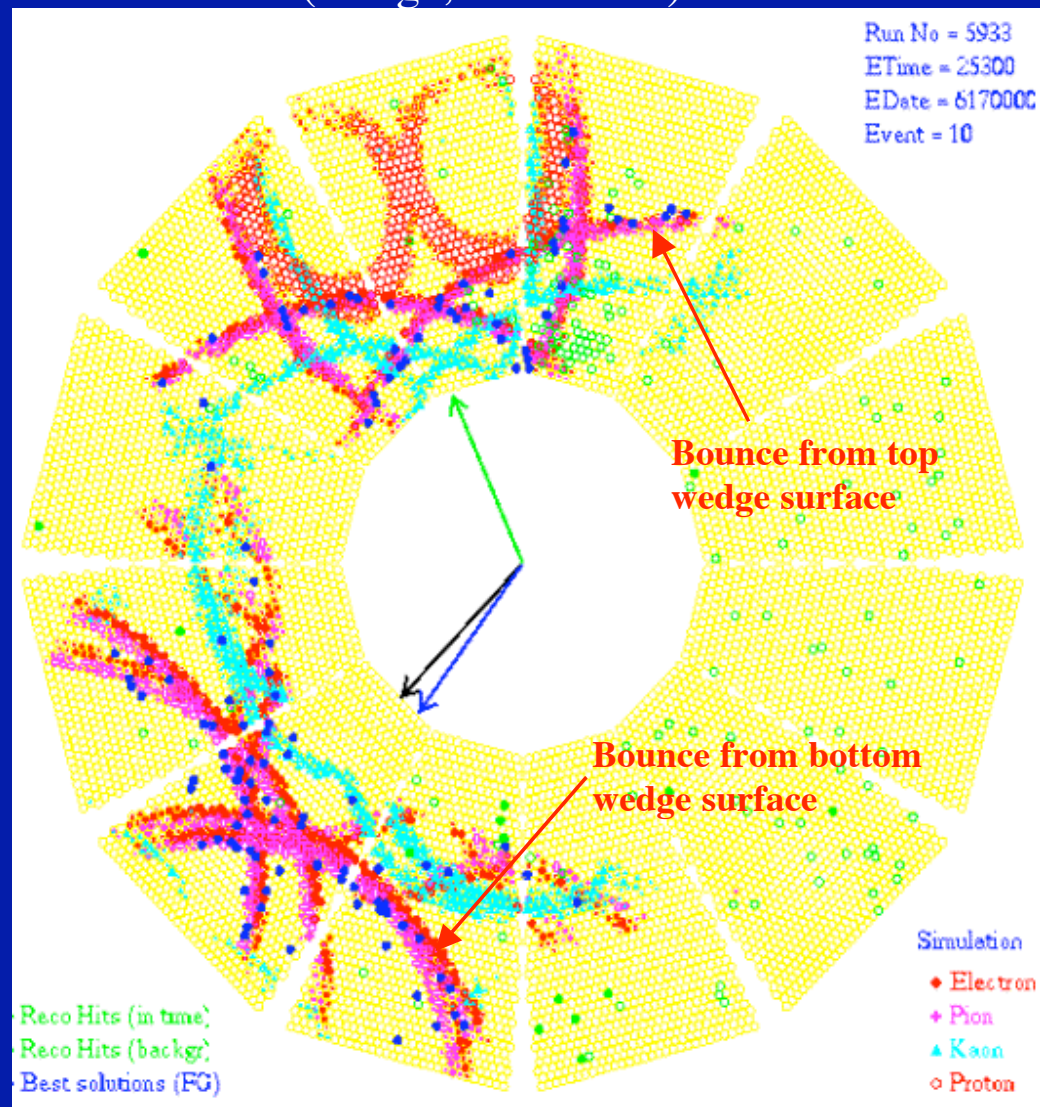 Run No = 5933
ETime = 25300
EDate = 6170000
Event = 10
Bounce from top
wedge surface
Bounce from bottom
wedge surface
Simulation
Electron
Pion
Kaon
Proton
Reco Hits (in time)
Reco Hits (backgr)
Best solutions (FG)